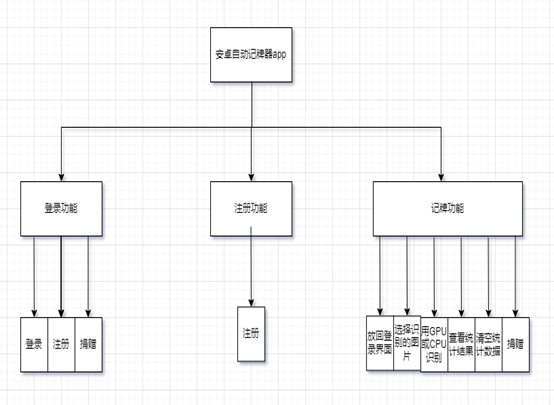 安卓自动记牌器app
登录功能
注册功能
记牌功能
登录
注册
捐赠
注册
放回登
录界面
选择识
别的图
片
用GPU
或CPU
识别
查看统
计结果
清空统
计数据
捐赠